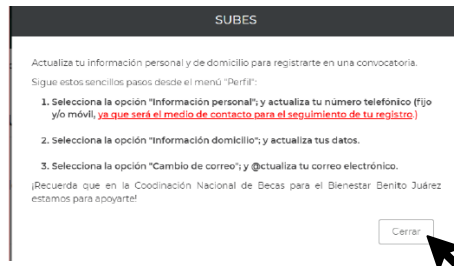 SUBES
Actualiza tu información personal y de domicilio para registrarte en una convocatoria.
Sigue estos sencillos pasos desde el menú "Perfil":
1. Selecciona la opción "Información personal"; y actualiza tu número telefónico (fijo
y/o móvil, ya que será el medio de contacto para el seguimiento de tu registro.)
2. Selecciona la opción "Información domicilio"; y actualiza tus datos.
3. Selecciona la opción "Cambio de correo"; y @ctualiza tu correo electrónico.
¡Recuerda que en la Coodinación Nacional de Becas para el Bienestar Benito Juárez
estamos para apoyarte!
Cerrar